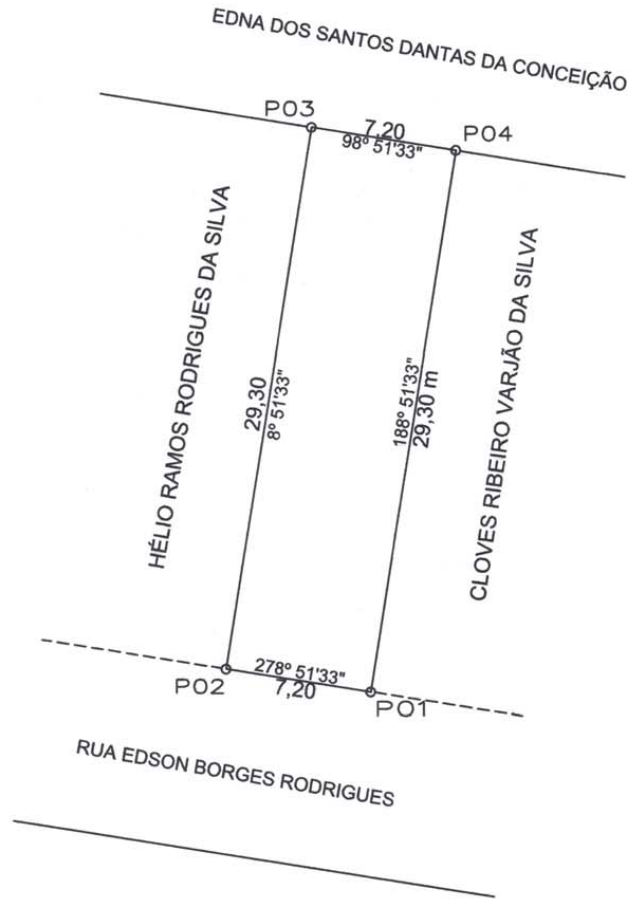 EDNA DOS SANTOS DANTAS DA CONCEIÇÃO
PO3
7,20
98° 51'33"
PO4
HÉLIO RAMOS RODRIGUES DA SILVA
29,30
8° 51'33"
188° 51'33"
29,30 m
CLOVES RIBEIRO VARJÃO DA SILVA
278° 51'33"
7,20
PO2
PO1
RUA EDSON BORGES RODRIGUES